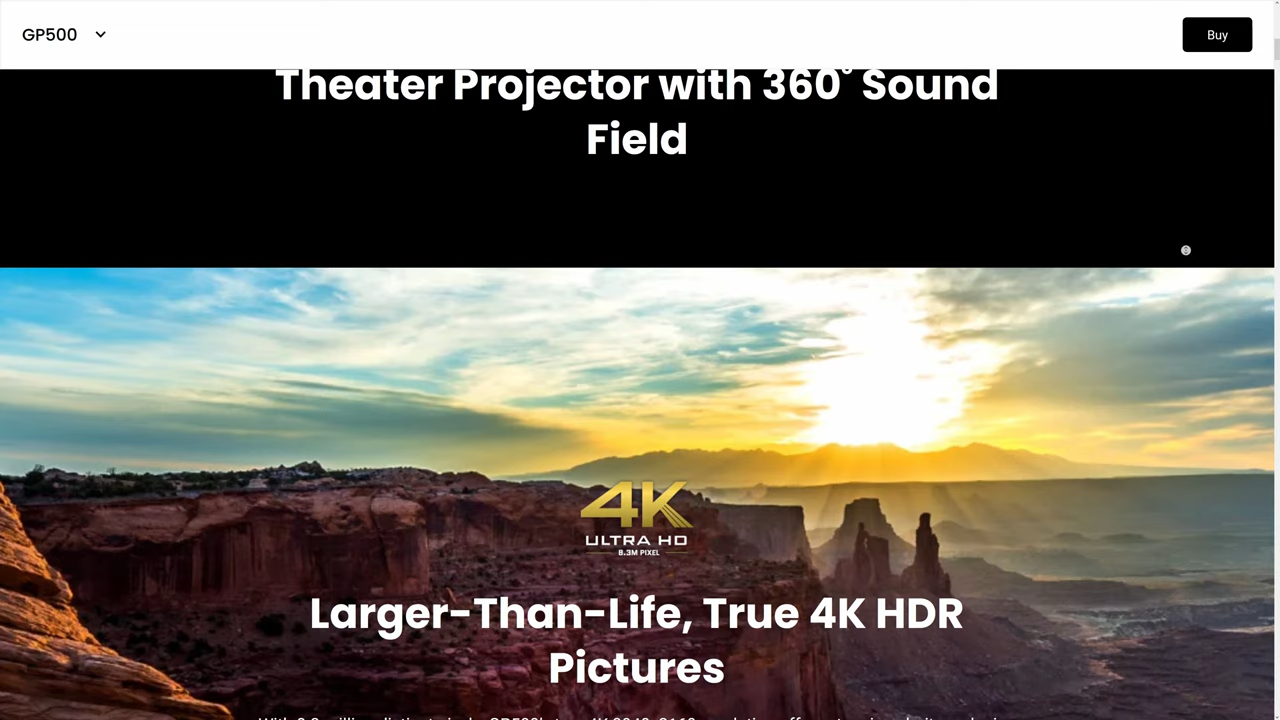 GP500
Buy
Theater Projector with 360° Sound
Field
4K
ULTRA HD
8.3M PIXEL
Larger-Than-Life, True 4K HDR
Pictures